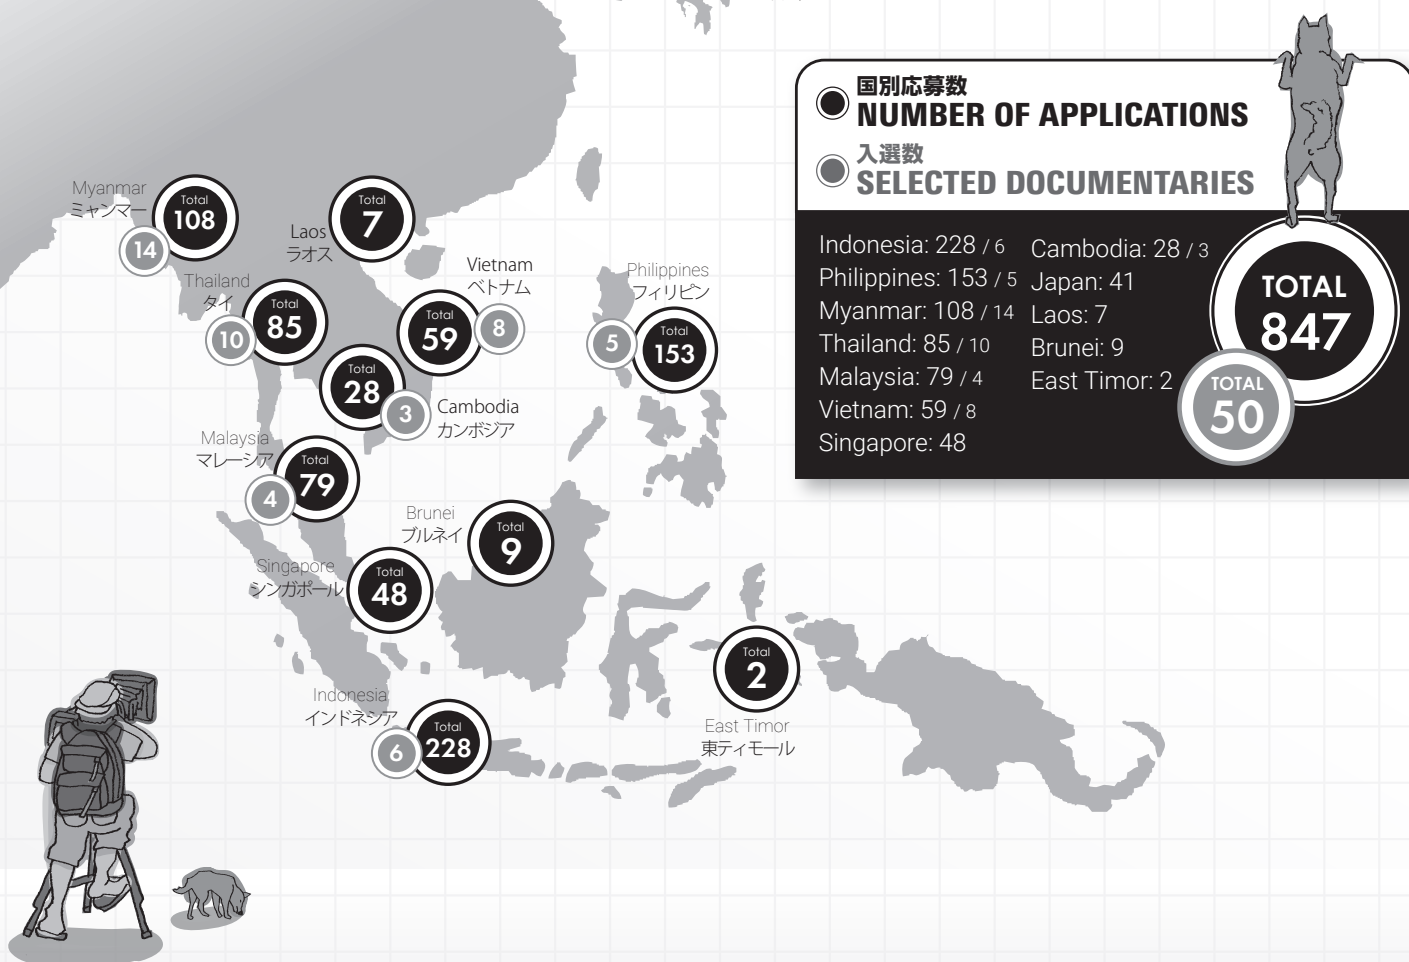 国別応募数
NUMBER OF APPLICATIONS
入選数
SELECTED DOCUMENTARIES
Indonesia: 228 / 6
Philippines: 153 / 5
Myanmar: 108 / 14
Thailand: 85 / 10
Malaysia: 79 / 4
Vietnam: 59 / 8
Singapore: 48
Cambodia: 28 / 3
Japan: 41
Laos: 7
Brunei: 9
East Timor: 2
TOTAL
847
TOTAL
50
Myanmar
ミャンマー
Total
108
14
Laos
ラオス
Total
7
Thailand
タイ
Total
85
10
Vietnam
ベトナム
Total
59
8
Philippines
フィリピン
Total
153
5
Total
28
3
Cambodia
カンボジア
Malaysia
マレーシア
Total
79
4
Brunei
ブルネイ
Total
9
Singapore
シンガポール
Total
48
Total
2
East Timor
東ティモール
Indonesia
インドネシア
Total
228
6